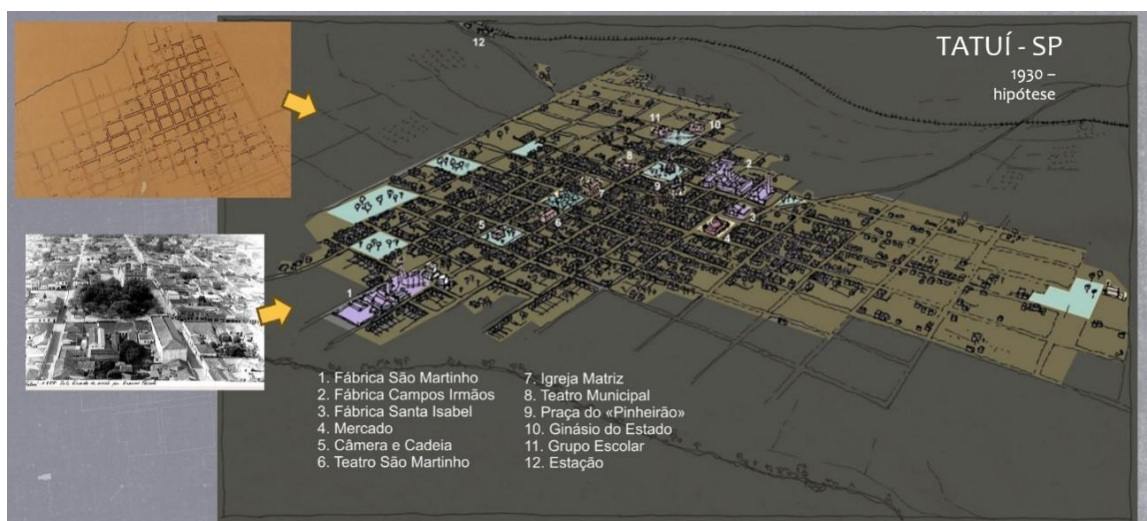 TATUÍ - SP
1930 –
hipótese
12
11
10
8
2
9
7
6
5
3
4
1
1
1. Fábrica São Martinho
2. Fábrica Campos Irmãos
3. Fábrica Santa Isabel
4. Mercado
5. Câmera e Cadeia
6. Teatro São Martinho
7. Igreja Matriz
8. Teatro Municipal
9. Praça do «Pinheirão»
10. Ginásio do Estado
11. Grupo Escolar
12. Estação